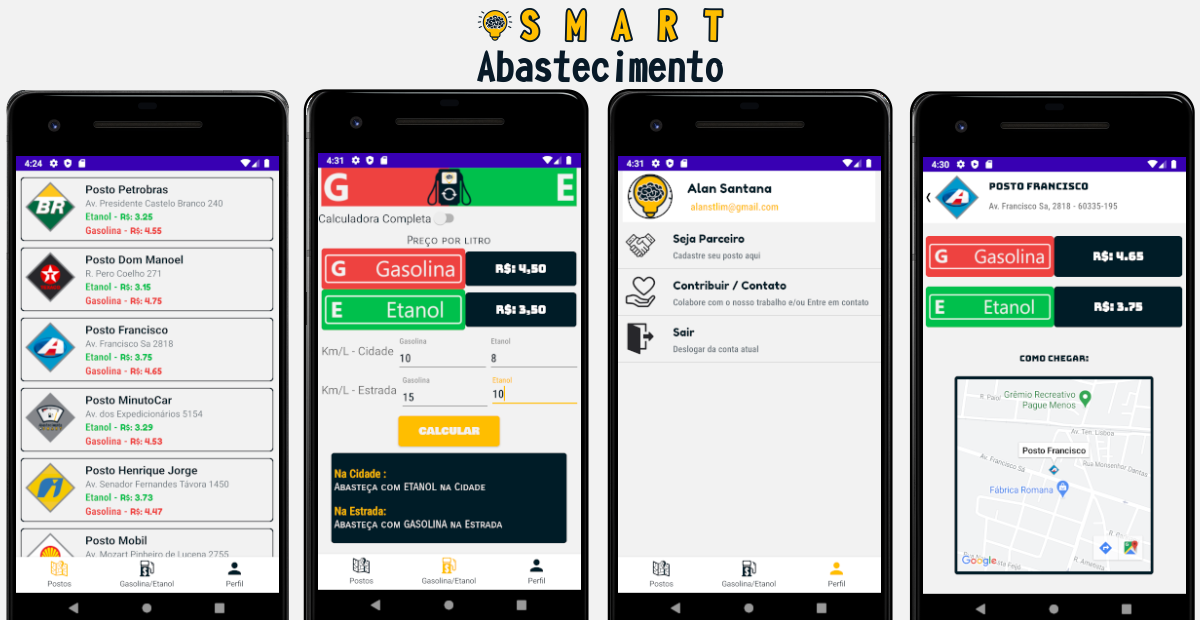 SMART
Abastecimento
4:24
Posto Petrobras
Av. Presidente Castelo Branco 240
Etanol - R$: 3.25
Gasolina - R$: 4.55
BR
Posto Dom Manoel
R. Pero Coelho 271
Etanol - R$: 3.15
Gasolina - R$: 4.75
Posto Francisco
Av. Francisco Sa 2818
Etanol - R$: 3.75
Gasolina - R$: 4.65
Posto MinutoCar
Av. dos Expedicionários 5154
Etanol - R$: 3.29
Gasolina - R$: 4.53
Posto Henrique Jorge
Av. Senador Fernandes Távora 1450
Etanol - R$: 3.73
Gasolina - R$: 4.47
Posto Mobil
Av. Mozart Pinheiro de Lucena 2755
Postos
Gasolina/Etanol
Perfil
4:31
G E
Calculadora Completa
Preço por litro
G Gasolina R$: 4,50
E Etanol R$: 3,50
Gasolina Etanol
Km/L - Cidade 10 8
Gasolina Etanol
Km/L - Estrada 15 10
CALCULAR
Na Cidade :
Abasteça com ETANOL na Cidade
Na Estrada:
Abasteça com GASOLINA na Estrada
Postos
Gasolina/Etanol
Perfil
4:31
Alan Santana
alanstlim@gmail.com
Seja Parceiro
Cadastre seu posto aqui
Contribuir / Contato
Colabore com o nosso trabalho e/ou Entre em contato
Sair
Deslogar da conta atual
Postos
Gasolina/Etanol
Perfil
4:30
POSTO FRANCISCO
Av. Francisco Sa, 2818 - 60335-195
G Gasolina R$: 4.65
E Etanol R$: 3.75
COMO CHEGAR:
R. Paol
Grêmio Recreativo
Pague Menos
Av. Ten. Lisboa
Posto Francisco
Av. Francisco Sá
Rua Monsenhor Dantas
Fábrica Romana
R. Ametista
Google